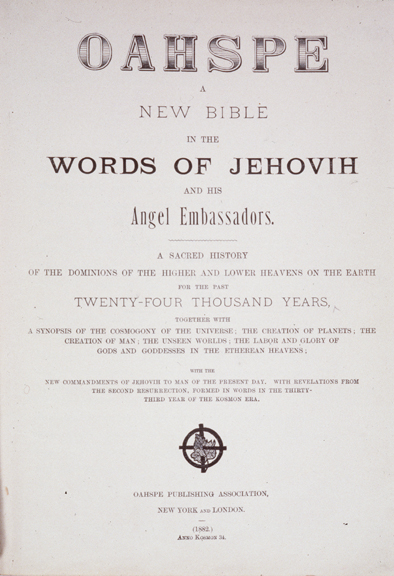 OAHSPE
A
NEW BIBLE
IN THE
WORDS OF JEHOVIH
AND HIS
Angel Embassadors.
A SACRED HISTORY
OF THE DOMINIONS OF THE HIGHER AND LOWER HEAVENS ON THE EARTH
FOR THE PAST
TWENTY-FOUR THOUSAND YEARS,
TOGETHER WITH
A SYNOPSIS OF THE COSMOGONY OF THE UNIVERSE; THE CREATION OF PLANETS; THE
CREATION OF MAN; THE UNSEEN WORLDS; THE LABOR AND GLORY OF
GODS AND GODDESSES IN THE ETHEREAN HEAVENS;
WITH THE
NEW COMMANDMENTS OF JEHOVIH TO MAN OF THE PRESENT DAY. WITH REVELATIONS FROM
THE SECOND RESURRECTION, FORMED IN WORDS IN THE THIRTY-
THIRD YEAR OF THE KOSMON ERA.
OAHSPE PUBLISHING ASSOCIATION,
NEW YORK AND LONDON.
(1882.)
ANNO KOSMON 34.